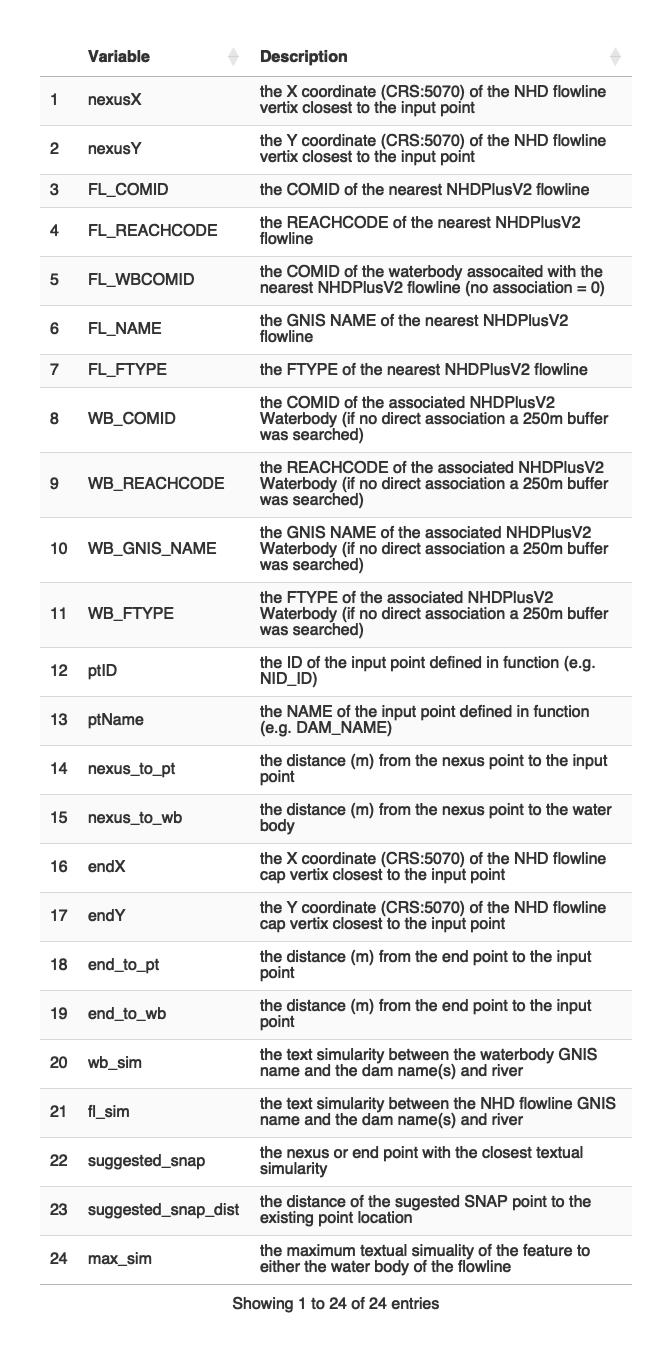 Variable Description
1 nexusX the X coordinate (CRS:5070) of the NHD flowline
vertix closest to the input point
2 nexusY the Y coordinate (CRS:5070) of the NHD flowline
vertix closest to the input point
3 FL_COMID the COMID of the nearest NHDPlusV2 flowline
4 FL_REACHCODE the REACHCODE of the nearest NHDPlusV2
flowline
5 FL_WBCOMID the COMID of the waterbody assocaited with the
nearest NHDPlusV2 flowline (no association = 0)
6 FL_NAME the GNIS NAME of the nearest NHDPlusV2
flowline
7 FL_FTYPE the FTYPE of the nearest NHDPlusV2 flowline
8 WB_COMID the COMID of the associated NHDPlusV2
Waterbody (if no direct association a 250m buffer
was searched)
9 WB_REACHCODE the REACHCODE of the associated NHDPlusV2
Waterbody (if no direct association a 250m buffer
was searched)
10 WB_GNIS_NAME the GNIS NAME of the associated NHDPlusV2
Waterbody (if no direct association a 250m buffer
was searched)
11 WB_FTYPE the FTYPE of the associated NHDPlusV2
Waterbody (if no direct association a 250m buffer
was searched)
12 ptID the ID of the input point defined in function (e.g.
NID_ID)
13 ptName the NAME of the input point defined in function
(e.g. DAM_NAME)
14 nexus_to_pt the distance (m) from the nexus point to the input
point
15 nexus_to_wb the distance (m) from the nexus point to the water
body
16 endX the X coordinate (CRS:5070) of the NHD flowline
cap vertix closest to the input point
17 endY the Y coordinate (CRS:5070) of the NHD flowline
cap vertix closest to the input point
18 end_to_pt the distance (m) from the end point to the input
point
19 end_to_wb the distance (m) from the end point to the input
point
20 wb_sim the text simularity between the waterbody GNIS
name and the dam name(s) and river
21 fl_sim the text simularity between the NHD flowline GNIS
name and the dam name(s) and river
22 suggested_snap the nexus or end point with the closest textual
simularity
23 suggested_snap_dist the distance of the sugested SNAP point to the
existing point location
24 max_sim the maximum textual simuality of the feature to
either the water body of the flowline
Showing 1 to 24 of 24 entries